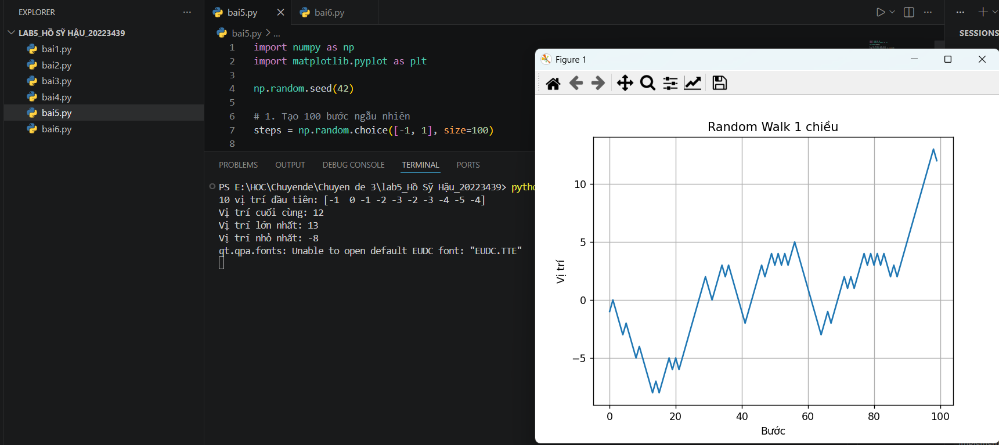 EXPLORER
LAB5_HỒ SỸ HẬU_20223439
bai1.py
bai2.py
bai3.py
bai4.py
bai5.py
bai6.py
bai5.py
bai6.py
bai5.py > ...
1 import numpy as np
2 import matplotlib.pyplot as plt
3
4 np.random.seed(42)
5
6 # 1. Tạo 100 bước ngẫu nhiên
7 steps = np.random.choice([-1, 1], size=100)
8
PROBLEMS OUTPUT DEBUG CONSOLE TERMINAL PORTS
PS E:\HOC\Chuyende\Chuyen de 3\lab5_Hồ Sỹ Hậu_20223439> pytho
10 vị trí đầu tiên: [-1  0 -1 -2 -3 -2 -3 -4 -5 -4]
Vị trí cuối cùng: 12
Vị trí lớn nhất: 13
Vị trí nhỏ nhất: -8
qt.qpa.fonts: Unable to open default EUDC font: "EUDC.TTE"
SESSIONS
Figure 1
Random Walk 1 chiều
10
5
0
−5
Vị trí
0 20 40 60 80 100
Bước